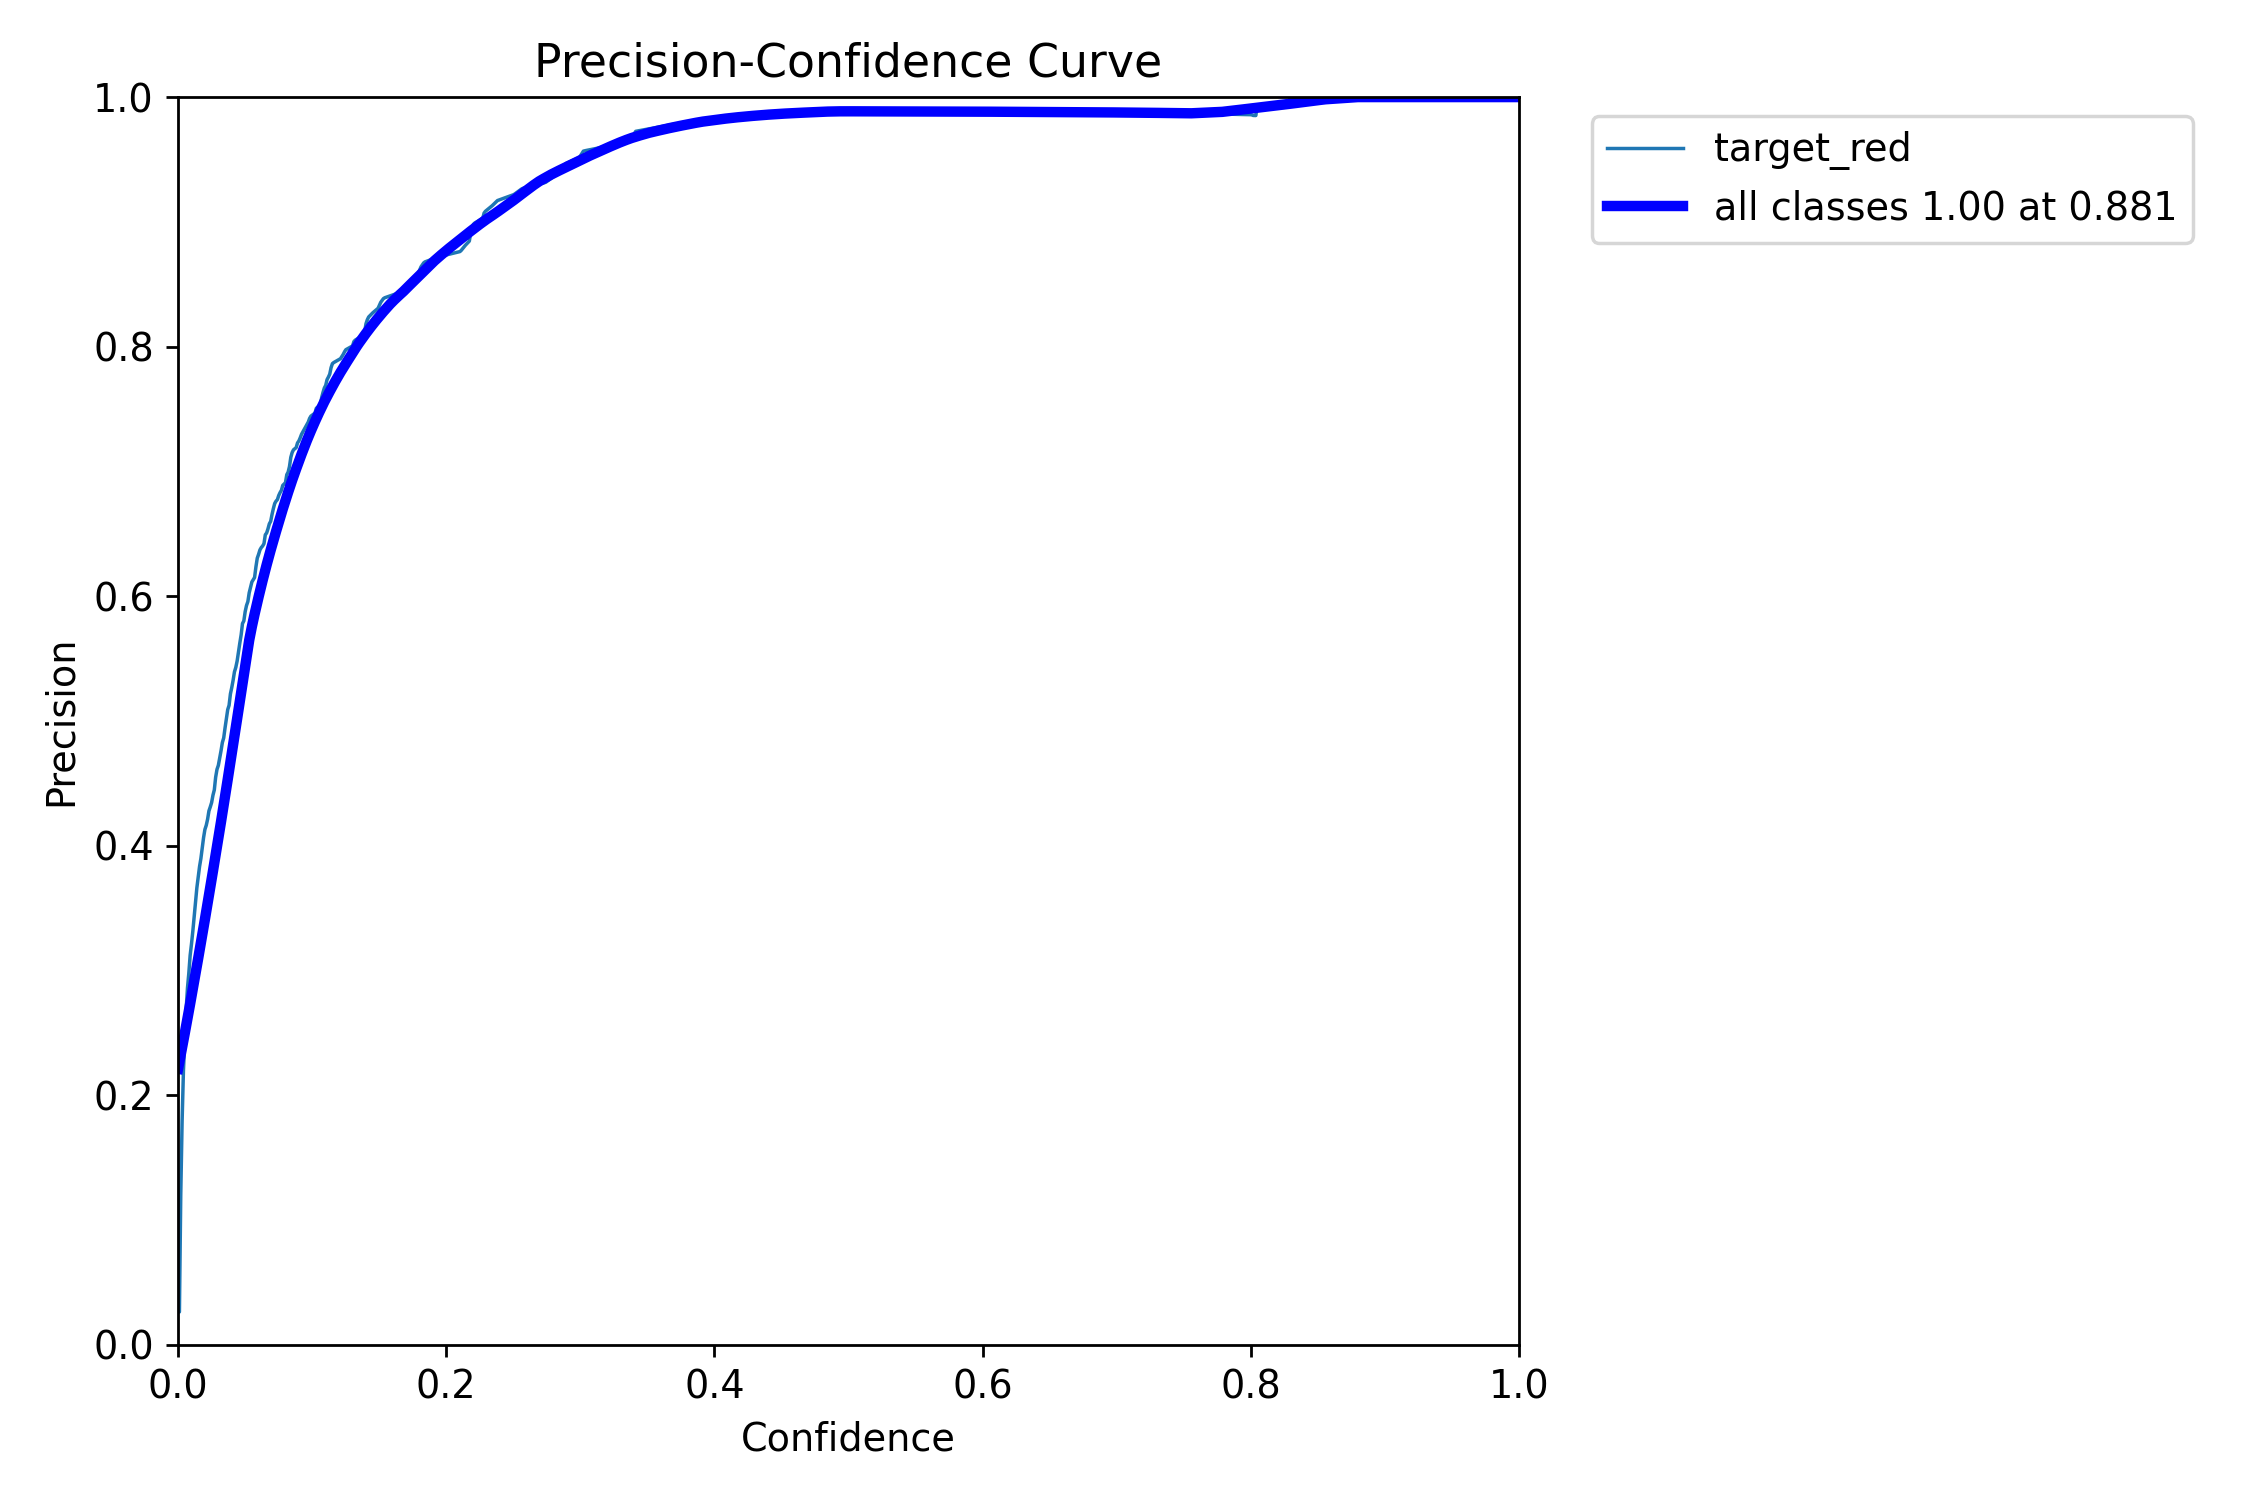 Precision-Confidence Curve
1.0
0.8
0.6
0.4
0.2
0.0
Precision
0.0 0.2 0.4 0.6 0.8 1.0
Confidence
target_red
all classes 1.00 at 0.881